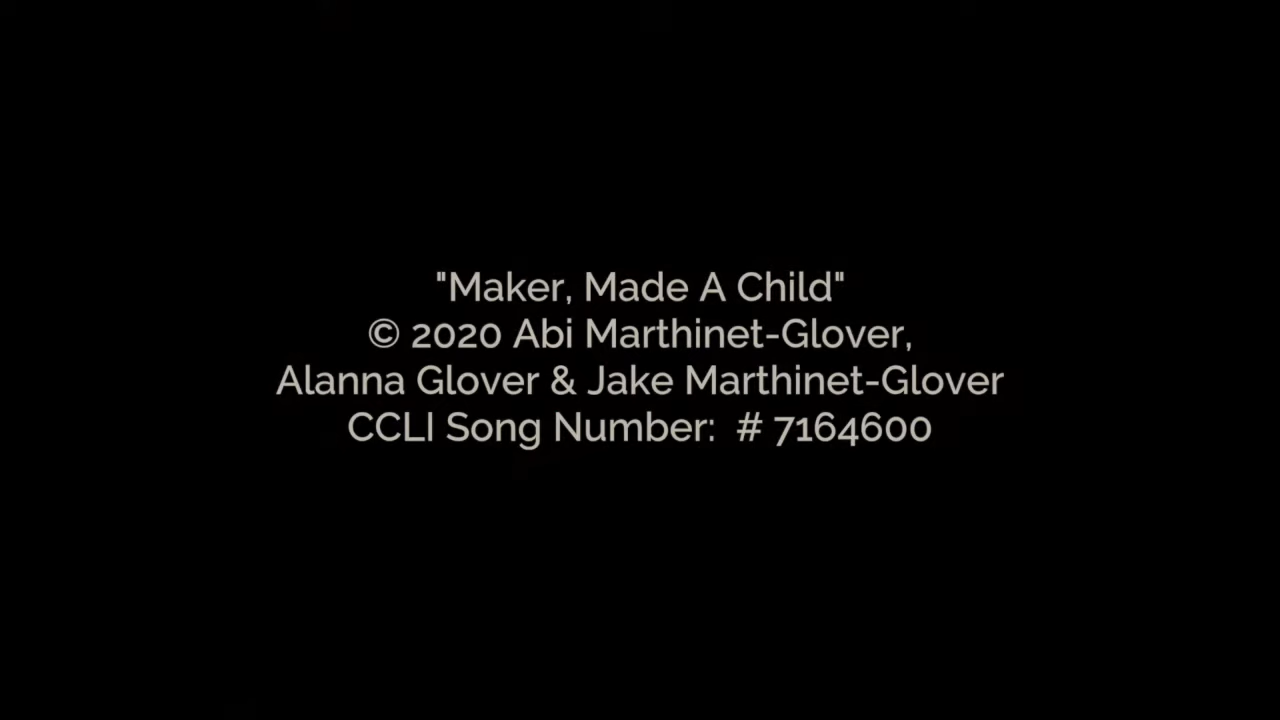 "Maker, Made A Child"
© 2020 Abi Marthinet-Glover,
Alanna Glover & Jake Marthinet-Glover
CCLI Song Number:  # 7164600